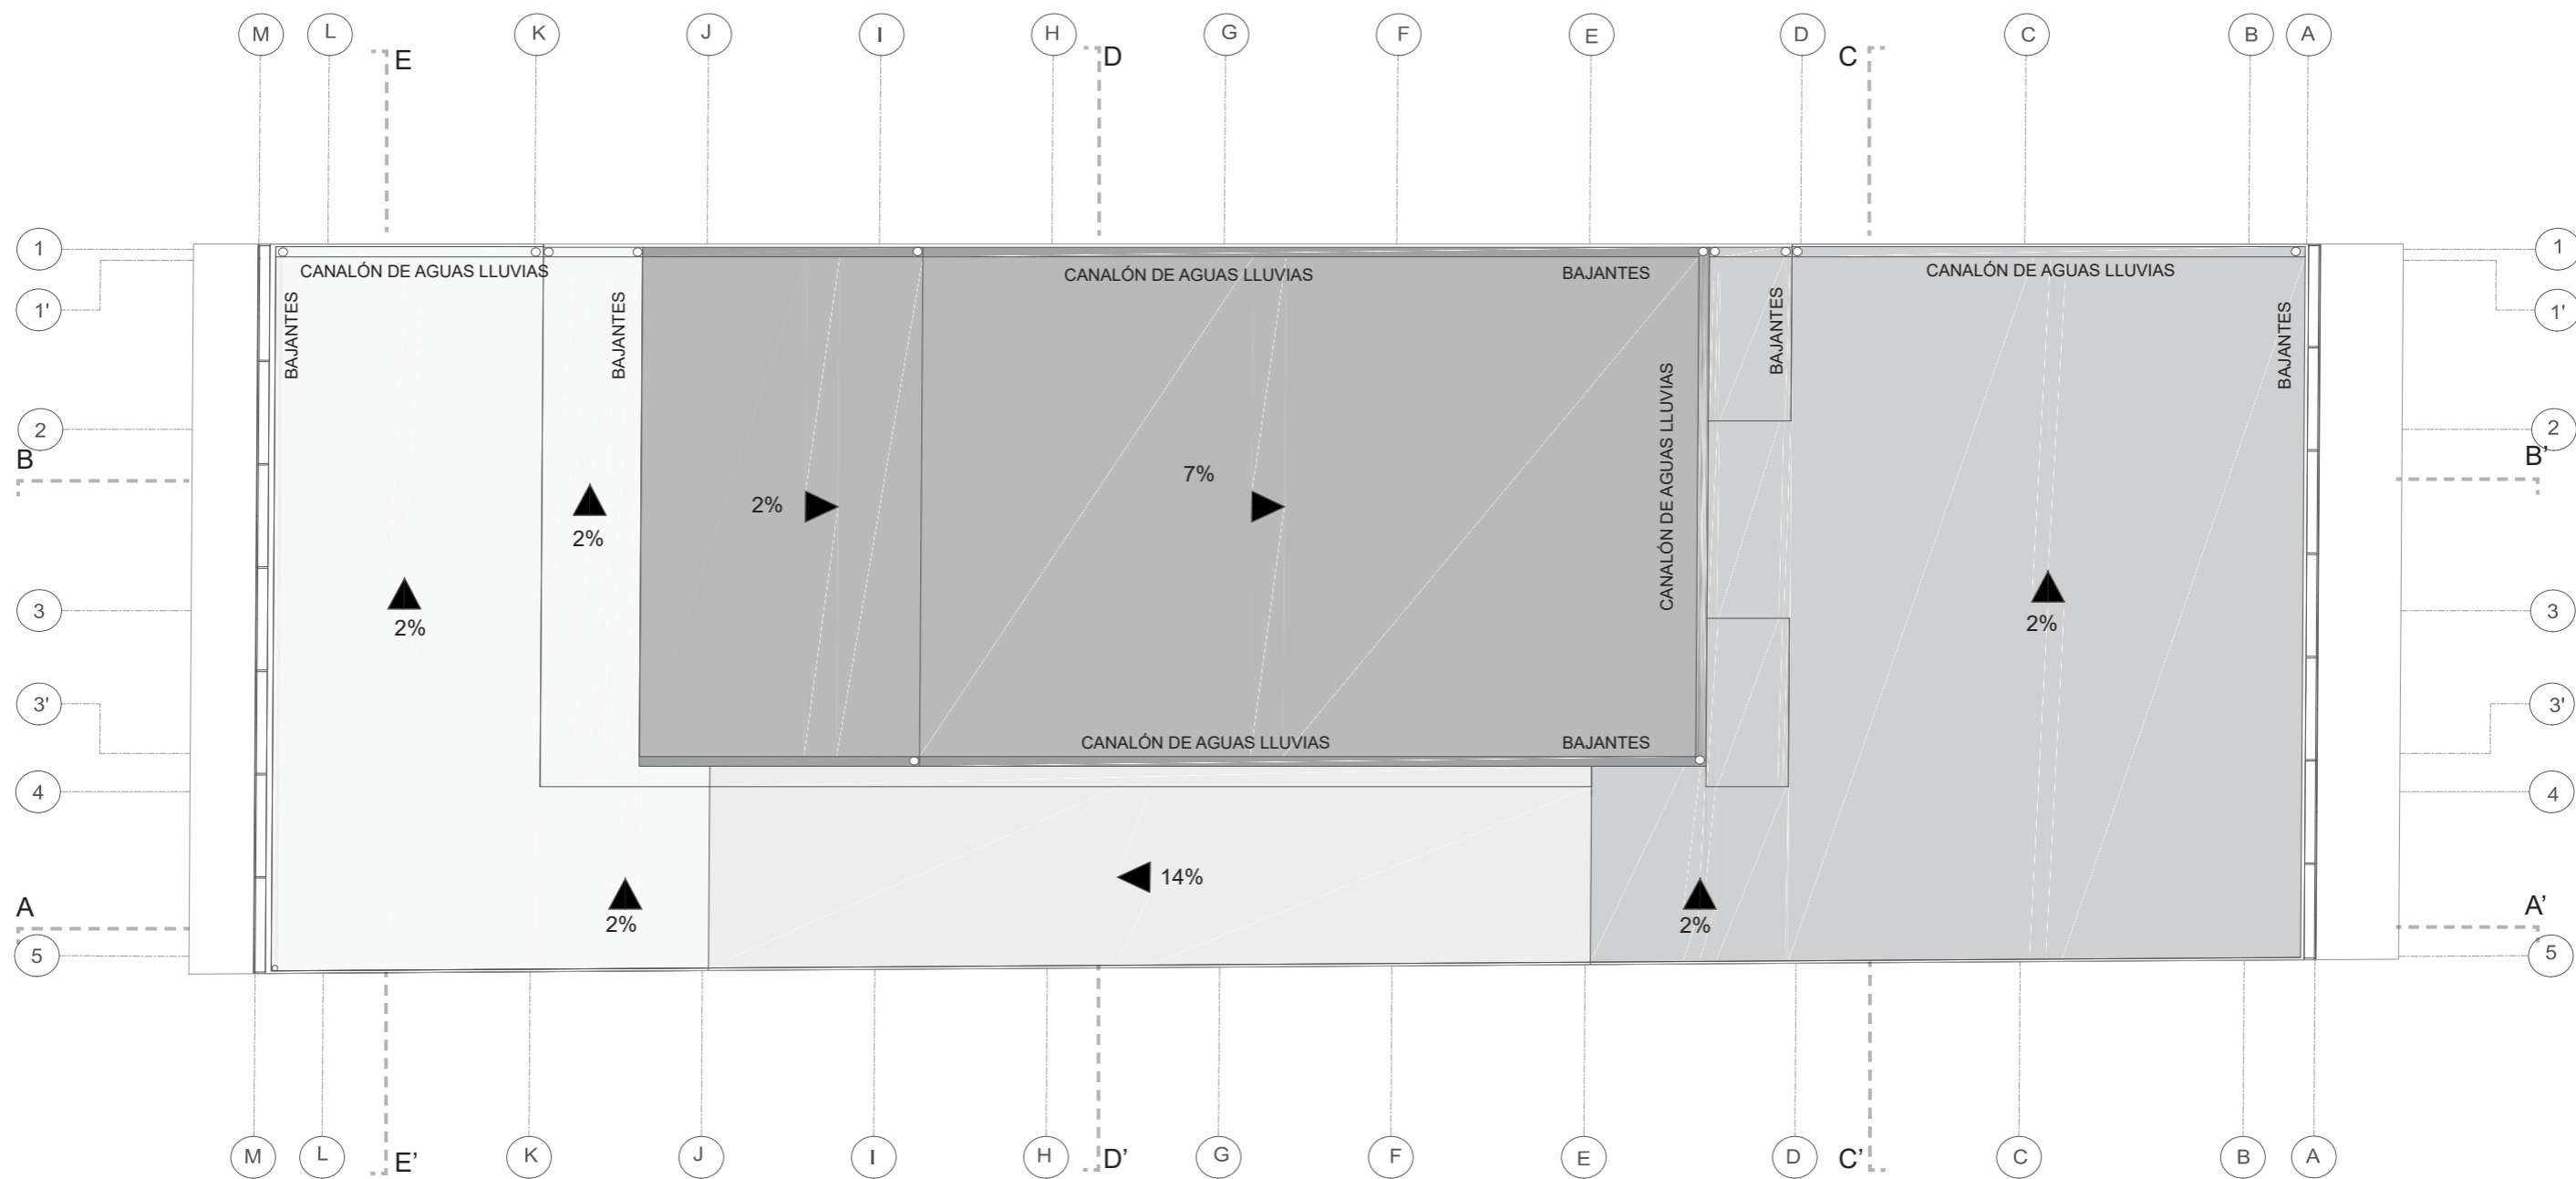 M L K J I H G F E D C B A
E D C
1 1
CANALÓN DE AGUAS LLUVIAS CANALÓN DE AGUAS LLUVIAS BAJANTES CANALÓN DE AGUAS LLUVIAS
1' 1'
BAJANTES BAJANTES BAJANTES BAJANTES
2 2
B B’
7%
2%
CANALÓN DE AGUAS LLUVIAS
2%
3 3
2% 2%
3' 3'
CANALÓN DE AGUAS LLUVIAS BAJANTES
4 4
14%
A A’
2% 2%
5 5
E’ D’ C’
M L K J I H G F E D C B A